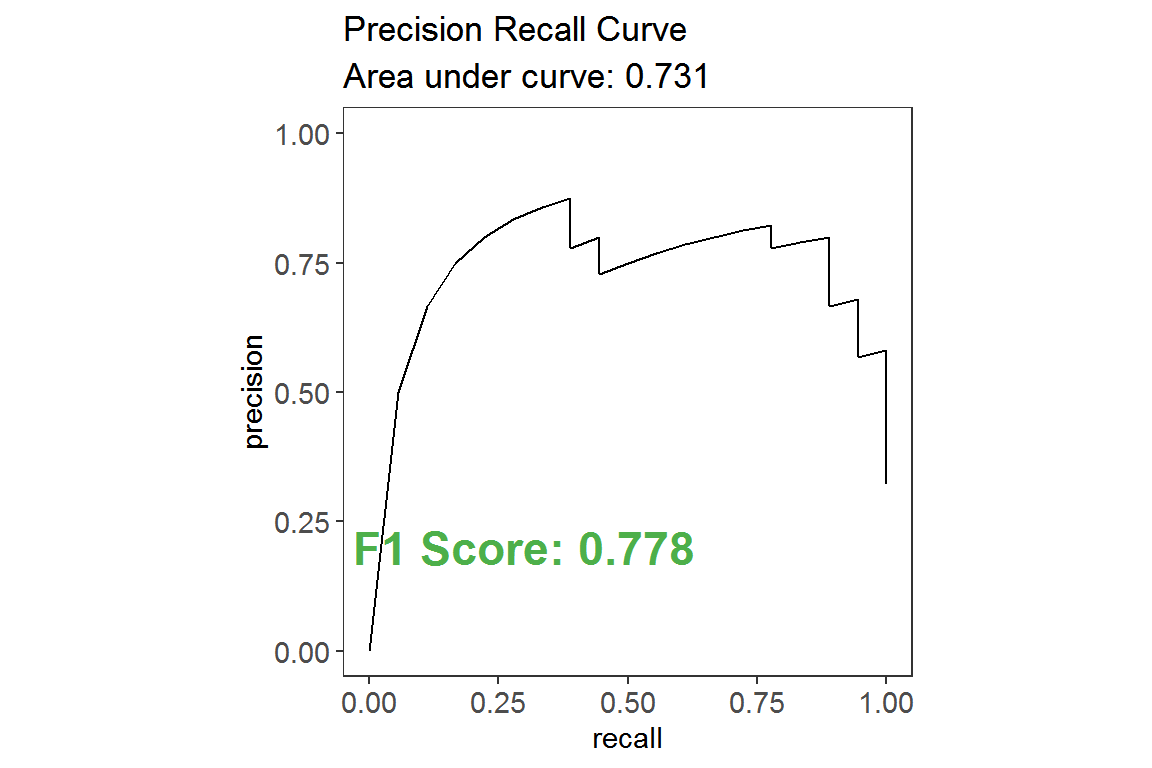 Precision Recall Curve
Area under curve: 0.731
1.00
0.75
0.50
0.25
0.00
precision
F1 Score: 0.778
0.00 0.25 0.50 0.75 1.00
recall